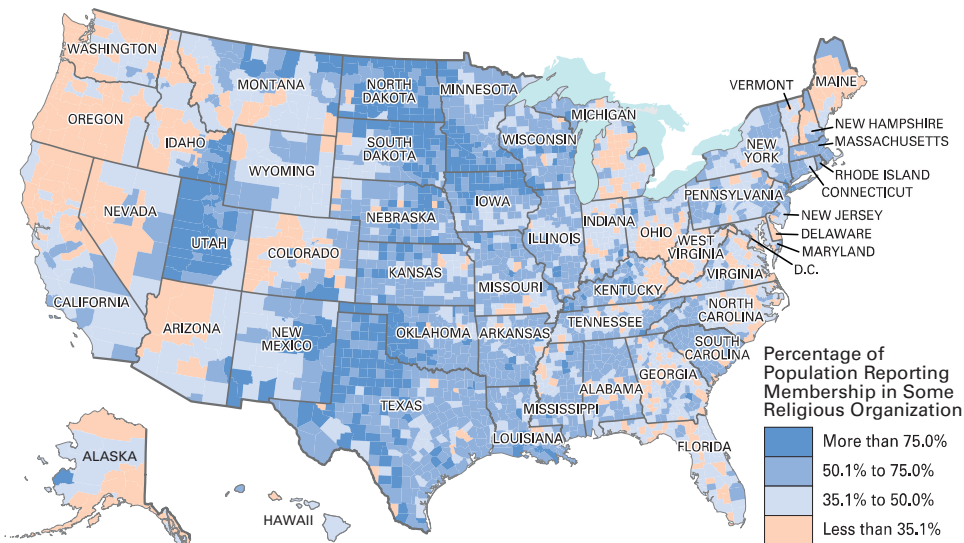 WASHINGTON
MONTANA
NORTH
DAKOTA
MINNESOTA
VERMONT
MAINE
OREGON
IDAHO
SOUTH
DAKOTA
WISCONSIN
MICHIGAN
NEW
YORK
NEW HAMPSHIRE
MASSACHUSETTS
WYOMING
RHODE ISLAND
CONNECTICUT
NEVADA
UTAH
COLORADO
NEBRASKA
IOWA
ILLINOIS
INDIANA
OHIO
PENNSYLVANIA
NEW JERSEY
DELAWARE
MARYLAND
D.C.
WEST
VIRGINIA
VIRGINIA
CALIFORNIA
KANSAS
MISSOURI
KENTUCKY
ARIZONA
NEW
MEXICO
OKLAHOMA
ARKANSAS
TENNESSEE
NORTH
CAROLINA
SOUTH
CAROLINA
TEXAS
LOUISIANA
MISSISSIPPI
ALABAMA
GEORGIA
FLORIDA
ALASKA
HAWAII
Percentage of
Population Reporting
Membership in Some
Religious Organization
More than 75.0%
50.1% to 75.0%
35.1% to 50.0%
Less than 35.1%